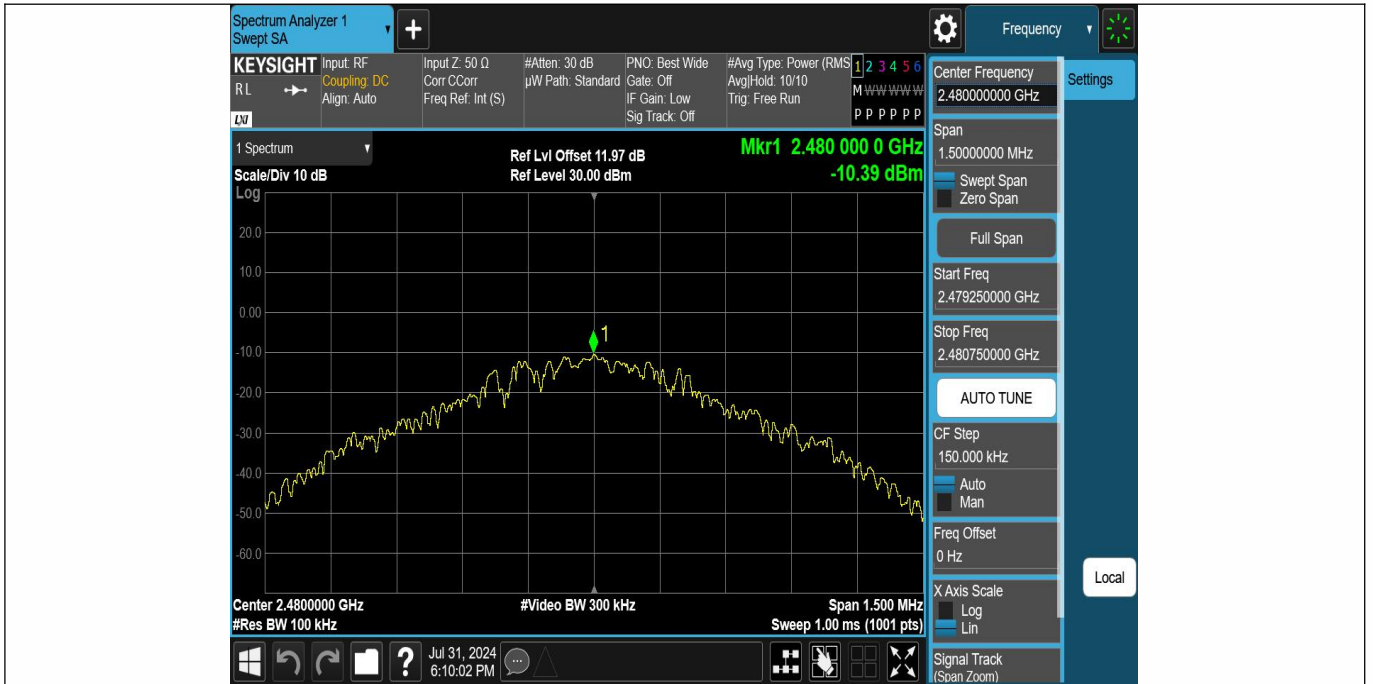 Spectrum Analyzer 1
Swept SA
+
Frequency
KEYSIGHT
RL
LXI
Input: RF
Coupling: DC
Align: Auto
Input Z: 50 Ω
Corr CCorr
Freq Ref: Int (S)
#Atten: 30 dB
µW Path: Standard
PNO: Best Wide
Gate: Off
IF Gain: Low
Sig Track: Off
#Avg Type: Power (RMS
Avg|Hold: 10/10
Trig: Free Run
1 2 3 4 5 6
M W W W W W
P P P P P P
1 Spectrum
Scale/Div 10 dB
Log
Ref Lvl Offset 11.97 dB
Ref Level 30.00 dBm
Mkr1 2.480 000 0 GHz
-10.39 dBm
20.0
10.0
0.00
-10.0
-20.0
-30.0
-40.0
-50.0
-60.0
1
Center 2.4800000 GHz
#Res BW 100 kHz
#Video BW 300 kHz
Span 1.500 MHz
Sweep 1.00 ms (1001 pts)
Center Frequency
2.480000000 GHz
Settings
Span
1.50000000 MHz
Swept Span
Zero Span
Full Span
Start Freq
2.479250000 GHz
Stop Freq
2.480750000 GHz
AUTO TUNE
CF Step
150.000 kHz
Auto
Man
Freq Offset
0 Hz
X Axis Scale
Log
Lin
Local
Signal Track
(Span Zoom)
?
Jul 31, 2024
6:10:02 PM